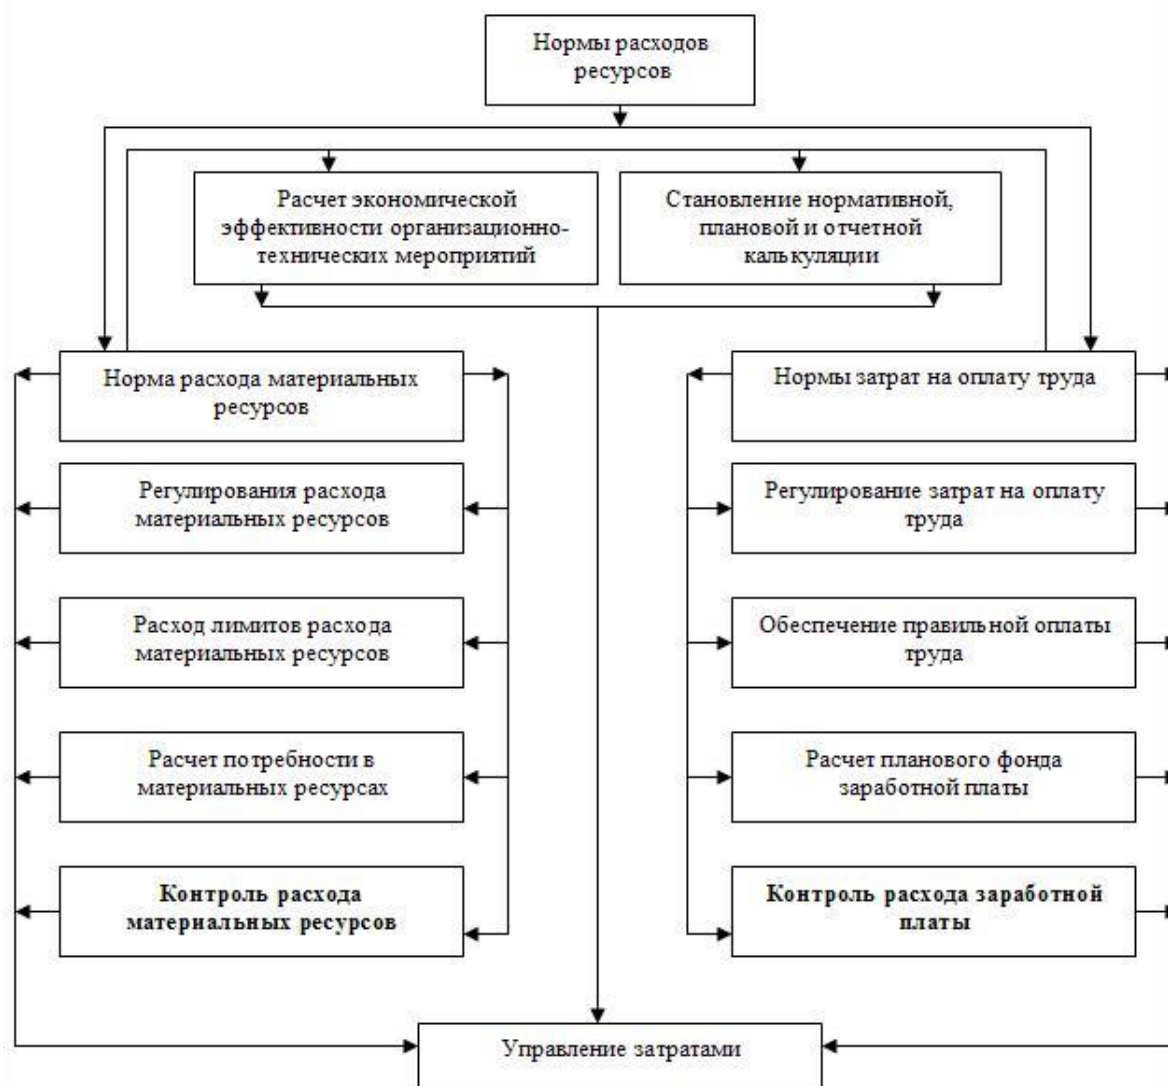 Нормы расходов
ресурсов
Расчет экономической
эффективности организационно-
технических мероприятий
Становление нормативной,
плановой и отчетной
калькуляции
Норма расхода материальных
ресурсов
Нормы затрат на оплату труда
Регулирования расхода
материальных ресурсов
Регулирование затрат на оплату
труда
Расход лимитов расхода
материальных ресурсов
Обеспечение правильной оплаты
труда
Расчет потребности в
материальных ресурсах
Расчет планового фонда
заработной платы
Контроль расхода
материальных ресурсов
Контроль расхода заработной
платы
Управление затратами